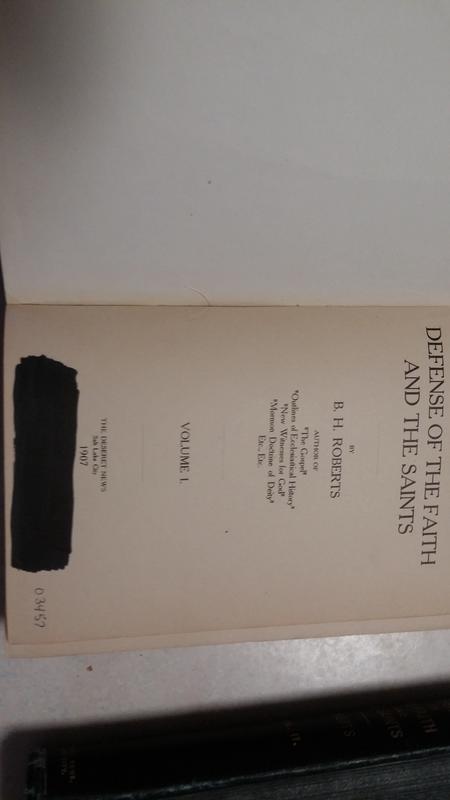 DEFENSE OF THE FAITH
AND THE SAINTS
BY
B. H. ROBERTS
AUTHOR OF
"The Gospel"
"Outlines of Ecclesiastical History"
"New Witnesses for God"
"Mormon Doctrine of Deity"
Etc., Etc.
VOLUME I.
THE DESERET NEWS
Salt Lake City
1907
03457